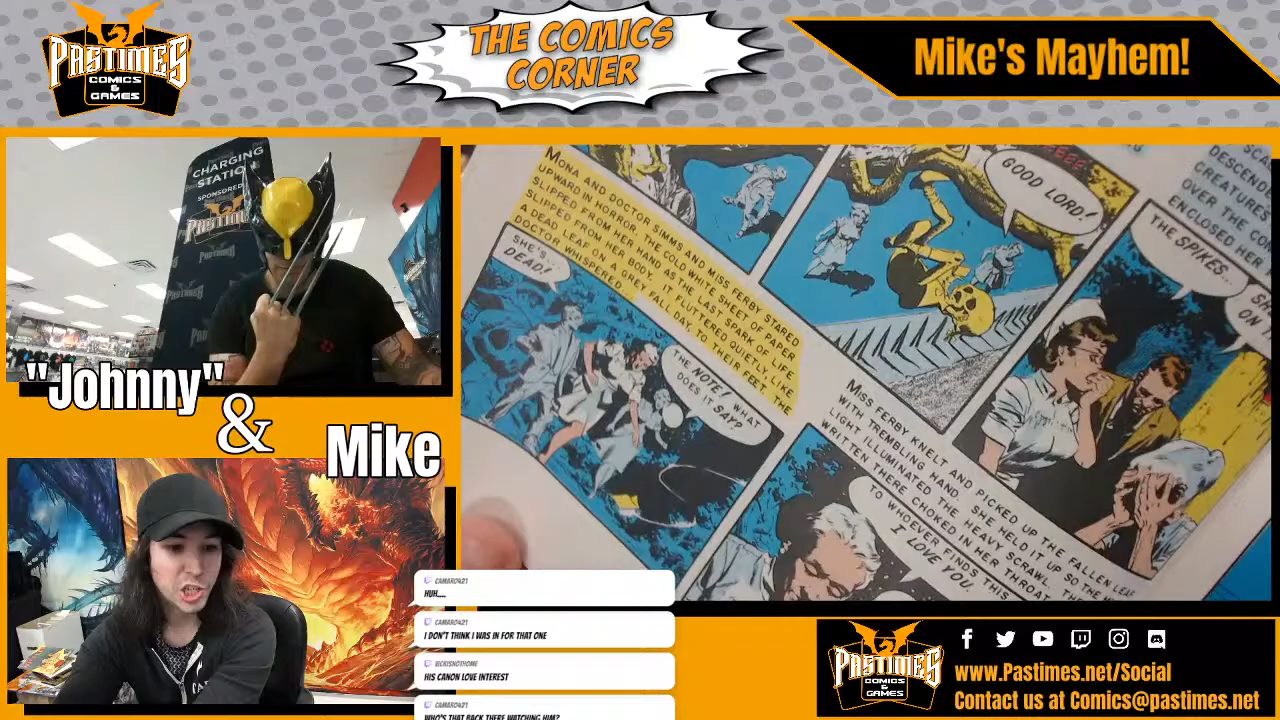 PASTIMES
COMICS
&
GAMES
THE COMICS
CORNER
Mike's Mayhem!
CHARGING
STATION
SPONSORED
"Johnny"
&
Mike
MONA AND DOCTOR SIMMS AND MISS FERBY STARED
UPWARD IN HORROR. THE COLD WHITE SHEET OF PAPER
SLIPPED FROM HER HAND AS THE LAST SPARK OF LIFE
SLIPPED FROM HER BODY. IT FLUTTERED QUIETLY, LIKE
A DEAD LEAF ON A GREY FALL DAY, TO THEIR FEET. THE
DOCTOR WHISPERED...
SHE'S...
DEAD!
THE NOTE! WHAT
DOES IT SAY?
GOOD LORD!
DESCENDE
CREATURES
OVER THE CO
ENCLOSED HER
THE SPIKES...
MISS FERBY KNELT AND PICKED UP THE FALLEN LEAF
WITH TREMBLING HAND. SHE HELD IT UP SO THE
LIGHT ILLUMINATED THE HEAVY SCRAWL.
WRITTEN THERE CHOKED IN HER THROAT
TO WHOEVER FINDS THIS
I LOVE YOU.
CAMARO421
HUH....
CAMARO421
I DON'T THINK I WAS IN FOR THAT ONE
HIS CANON LOVE INTEREST
CAMARO421
WHO'S THAT BACK THERE WATCHING HIM?
PASTIMES
COMICS
&
GAMES
www.Pastimes.net/Social
Contact us at Comics@pastimes.net